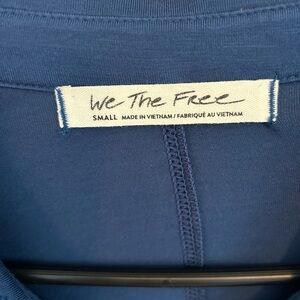 We The Free
SMALL MADE IN VIETNAM / FABRIQUÉ AU VIETNAM